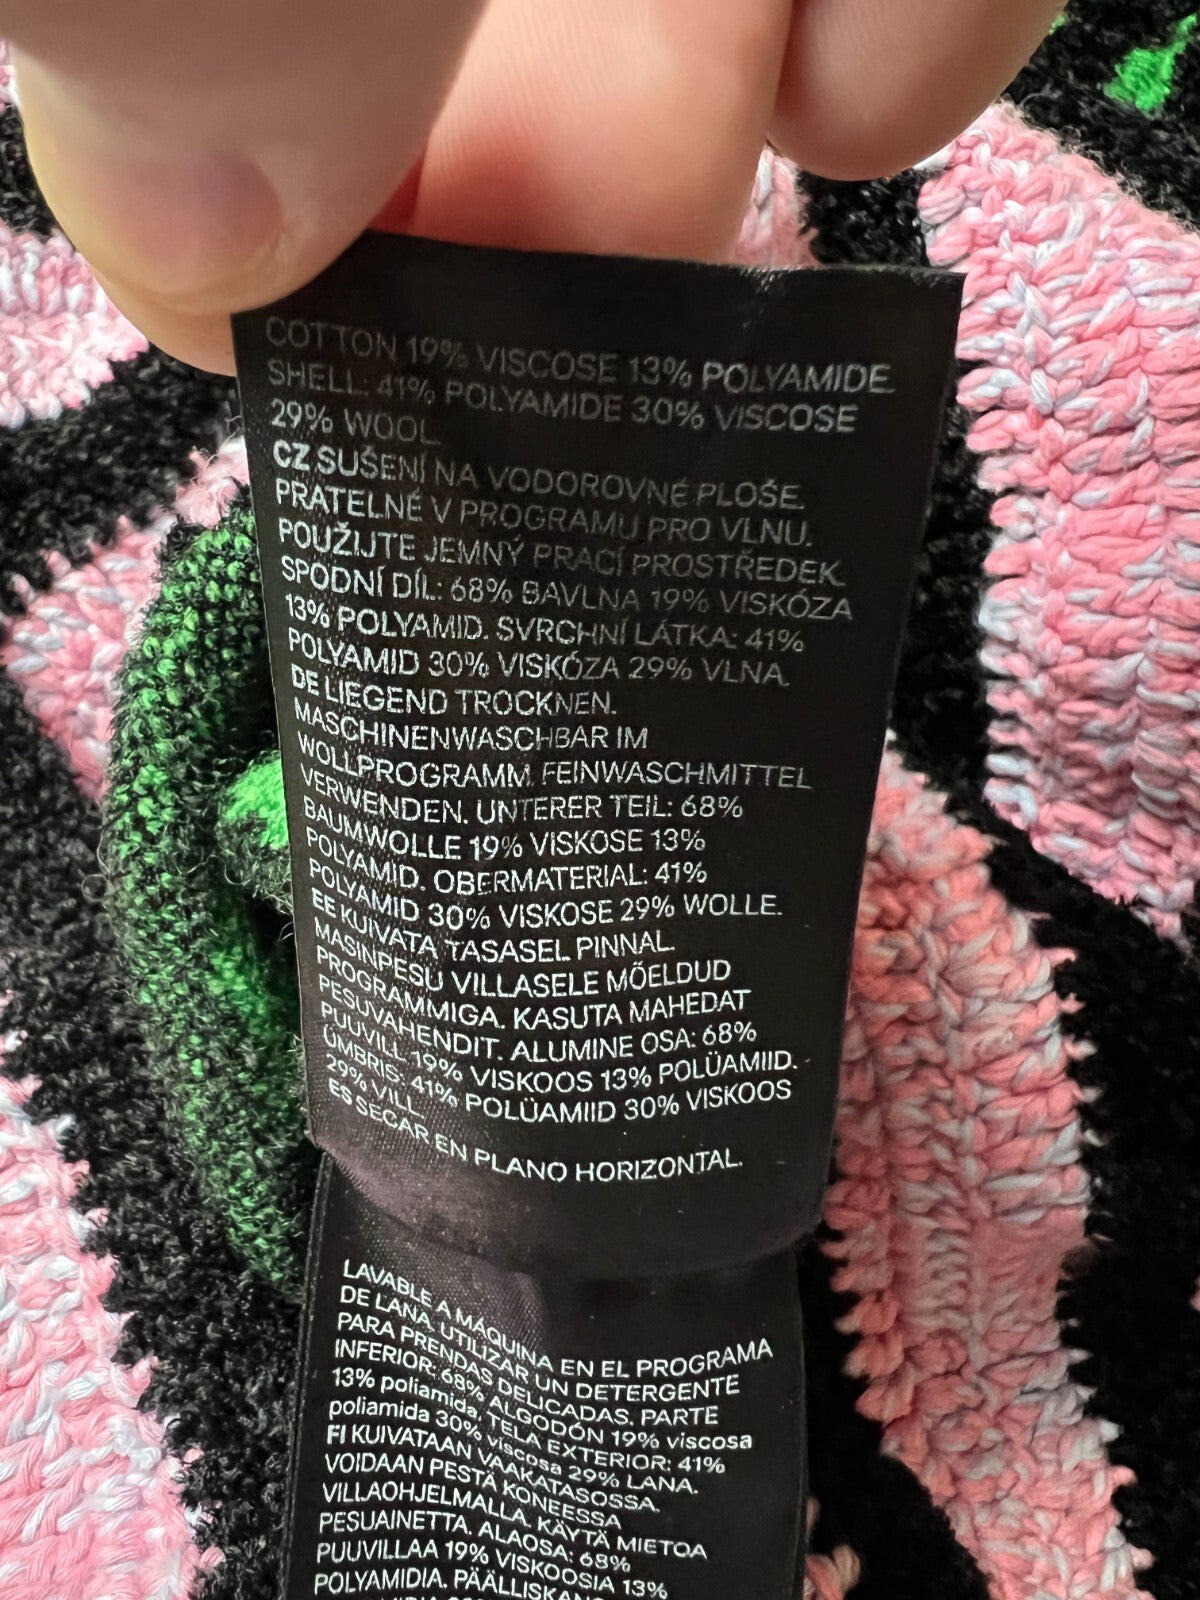 COTTON 19% VISCOSE 13% POLYAMIDE
SHELL: 41% POLYAMIDE 30% VISCOSE
29% WOOL
CZ SUŠENÍ NA VODOROVNÉ PLOŠE.
PRATELNÉ V PROGRAMU PRO VLNU.
POUŽIJTE JEMNÝ PRACÍ PROSTŘEDEK.
SPODNÍ DÍL: 68% BAVLNA 19% VISKÓZA
13% POLYAMID. SVRCHNÍ LÁTKA: 41%
POLYAMID 30% VISKÓZA 29% VLNA.
DE LIEGEND TROCKNEN.
MASCHINENWASCHBAR IM
WOLLPROGRAMM. FEINWASCHMITTEL
VERWENDEN. UNTERER TEIL: 68%
BAUMWOLLE 19% VISKOSE 13%
POLYAMID. OBERMATERIAL: 41%
POLYAMID 30% VISKOSE 29% WOLLE.
EE KUIVATA TASASEL PINNAL.
MASINPESU VILLASELE MÕELDUD
PROGRAMMIGA. KASUTA MAHEDAT
PESUVAHENDIT. ALUMINE OSA: 68%
PUUVILL 19% VISKOOS 13% POLÜAMIID.
ÜMBRIS: 41% POLÜAMIID 30% VISKOOS
29% VILL.
ES SECAR EN PLANO HORIZONTAL.
LAVABLE A MÁQUINA EN EL PROGRAMA
DE LANA. UTILIZAR UN DETERGENTE
PARA PRENDAS DELICADAS. PARTE
INFERIOR: 68% ALGODÓN 19% viscosa
13% poliamida, TELA EXTERIOR: 41%
poliamida 30% viscosa 29% LANA.
FI KUIVATAAN VAAKATASOSSA.
VOIDAAN PESTÄ KONEESSA
VILLAOHJELMALLA. KÄYTÄ MIETOA
PESUAINETTA. ALAOSA: 68%
PUUVILLAA 19% VISKOOSIA 13%
POLYAMIDIA.